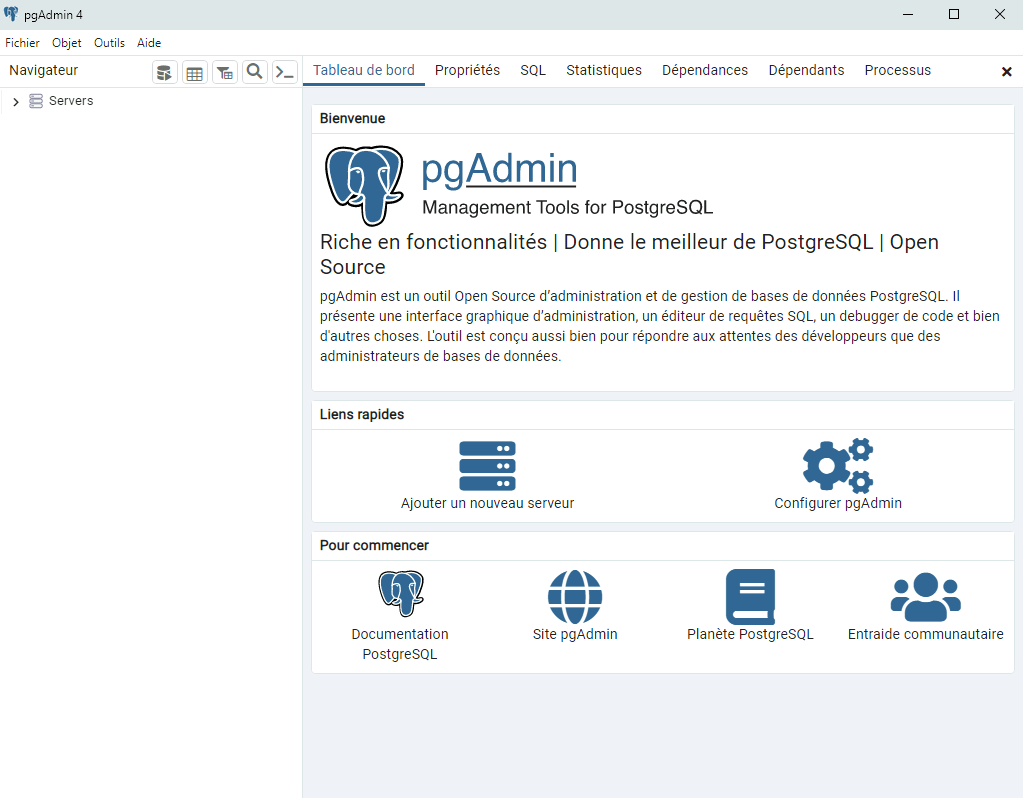 pgAdmin 4
Fichier Objet Outils Aide
Navigateur
Tableau de bord Propriétés SQL Statistiques Dépendances Dépendants Processus
Servers
Bienvenue
pgAdmin
Management Tools for PostgreSQL
Riche en fonctionnalités | Donne le meilleur de PostgreSQL | Open
Source
pgAdmin est un outil Open Source d’administration et de gestion de bases de données PostgreSQL. Il
présente une interface graphique d’administration, un éditeur de requêtes SQL, un debugger de code et bien
d'autres choses. L'outil est conçu aussi bien pour répondre aux attentes des développeurs que des
administrateurs de bases de données.
Liens rapides
Ajouter un nouveau serveur
Configurer pgAdmin
Pour commencer
Documentation
PostgreSQL
Site pgAdmin
Planète PostgreSQL
Entraide communautaire